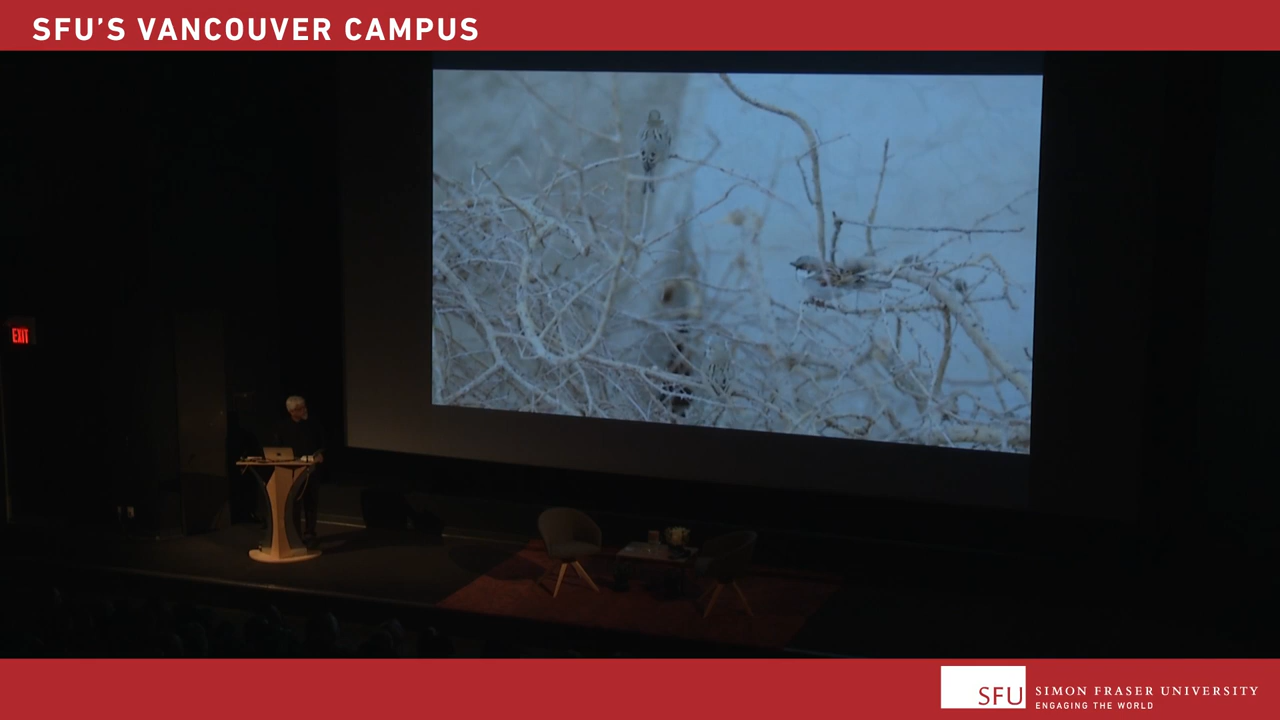 SFU'S VANCOUVER CAMPUS
EXIT
SFU
SIMON FRASER UNIVERSITY
ENGAGING THE WORLD